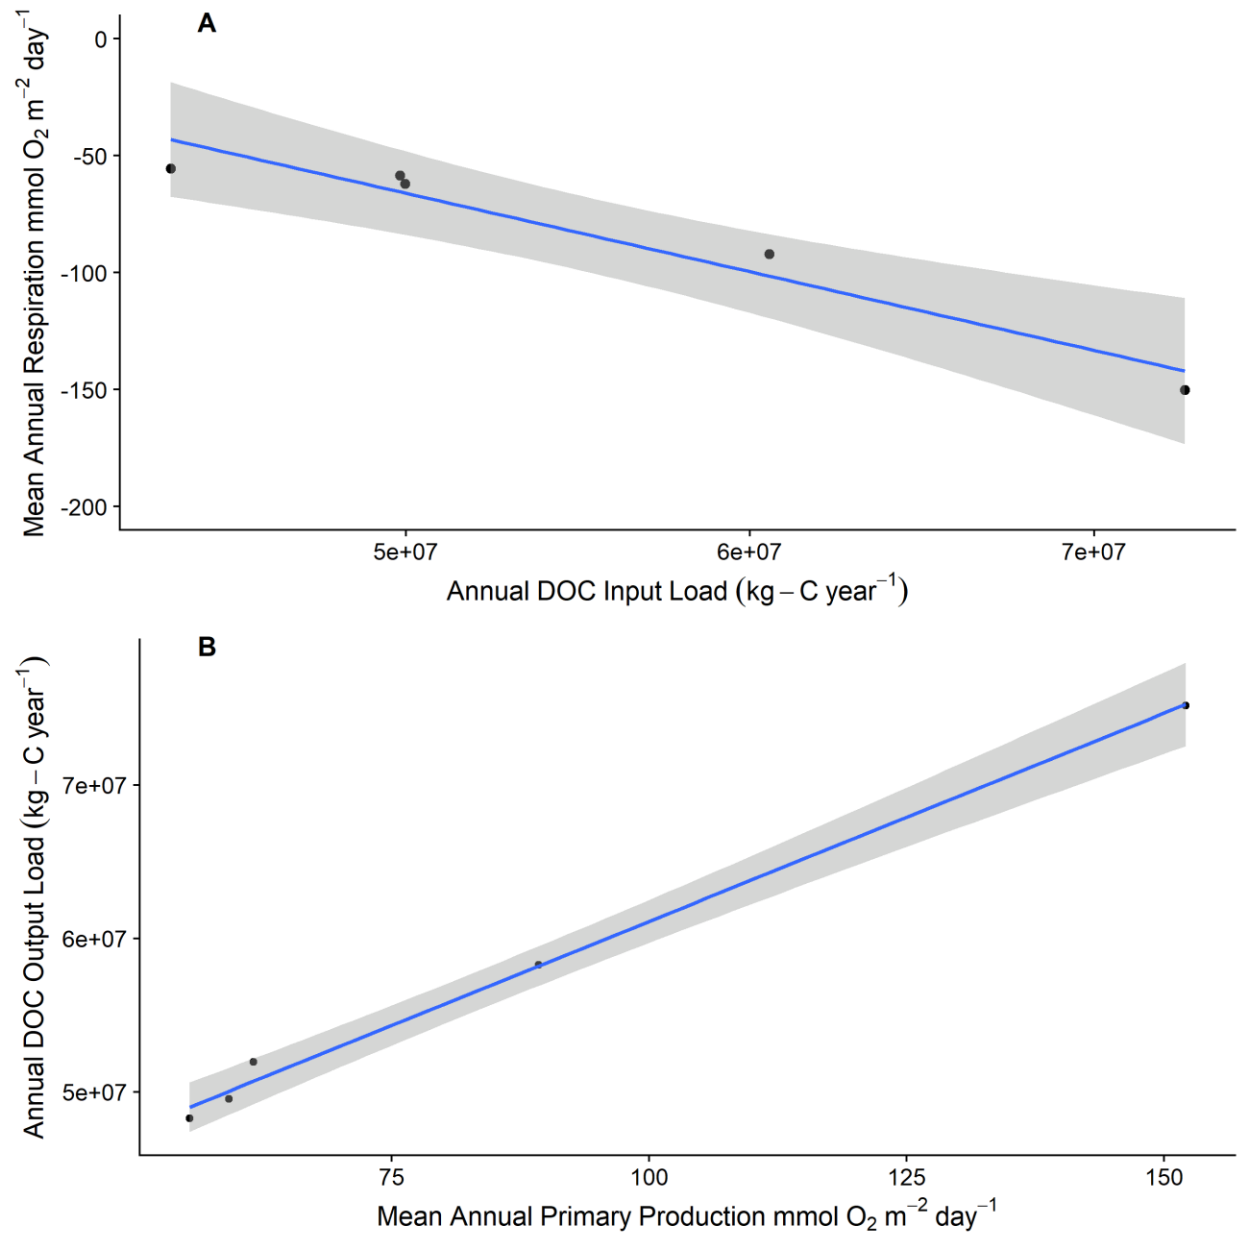 A
Mean Annual Respiration mmol O₂ m⁻² day⁻¹
0
-50
-100
-150
-200
5e+07 6e+07 7e+07
Annual DOC Input Load (kg – C year⁻¹)
B
Annual DOC Output Load (kg – C year⁻¹)
7e+07
6e+07
5e+07
75 100 125 150
Mean Annual Primary Production mmol O₂ m⁻² day⁻¹